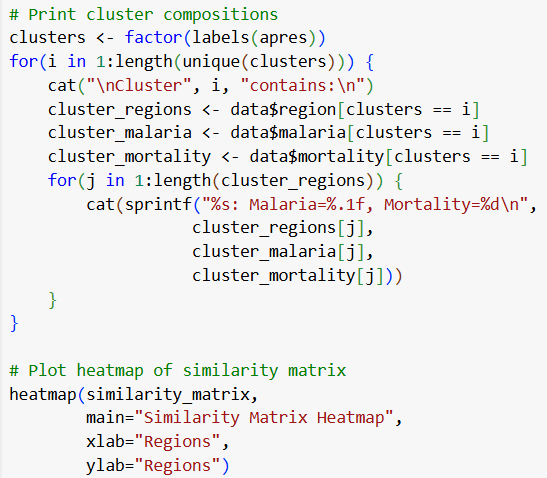 # Print cluster compositions
clusters <- factor(labels(apres))
for(i in 1:length(unique(clusters))) {
    cat("\nCluster", i, "contains:\n")
    cluster_regions <- data$region[clusters == i]
    cluster_malaria <- data$malaria[clusters == i]
    cluster_mortality <- data$mortality[clusters == i]
    for(j in 1:length(cluster_regions)) {
        cat(sprintf("%s: Malaria=%.1f, Mortality=%d\n",
                   cluster_regions[j],
                   cluster_malaria[j],
                   cluster_mortality[j]))
    }
}

# Plot heatmap of similarity matrix
heatmap(similarity_matrix,
        main="Similarity Matrix Heatmap",
        xlab="Regions",
        ylab="Regions")